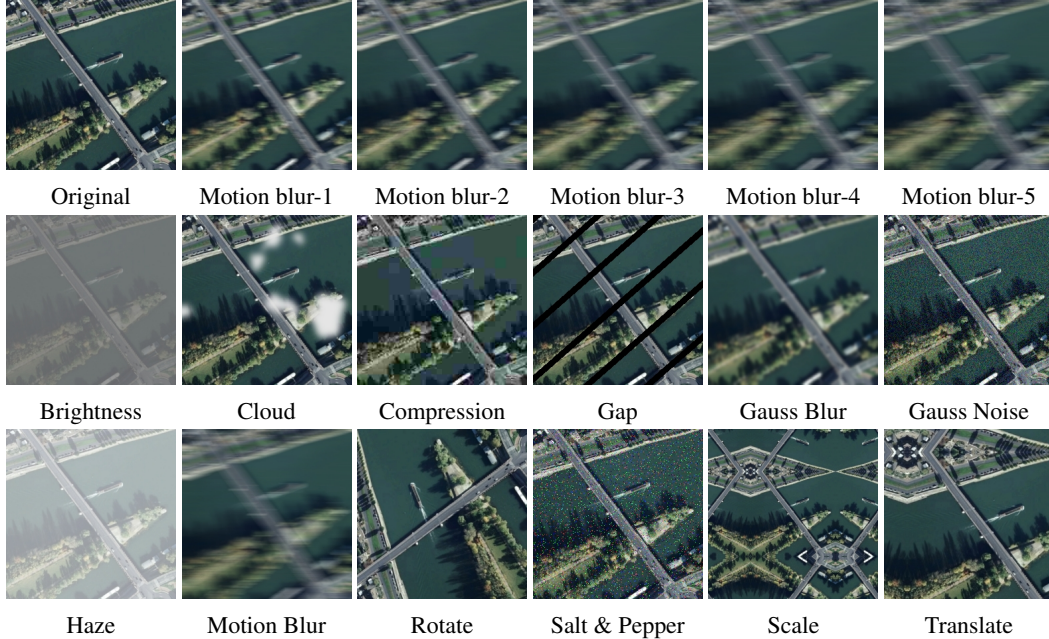 Original Motion blur-1 Motion blur-2 Motion blur-3 Motion blur-4 Motion blur-5
Brightness Cloud Compression Gap Gauss Blur Gauss Noise
Haze Motion Blur Rotate Salt & Pepper Scale Translate